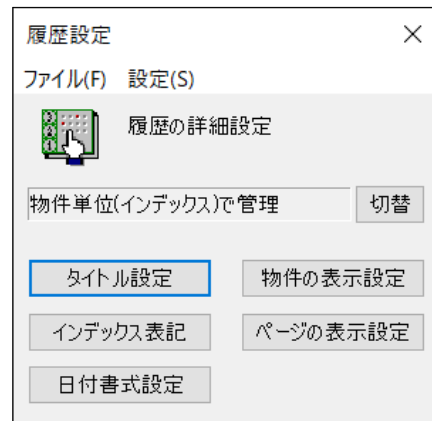 履歴設定
ファイル(F) 設定(S)
履歴の詳細設定
物件単位(インデックス)で管理 切替
タイトル設定 物件の表示設定
インデックス表記 ページの表示設定
日付書式設定